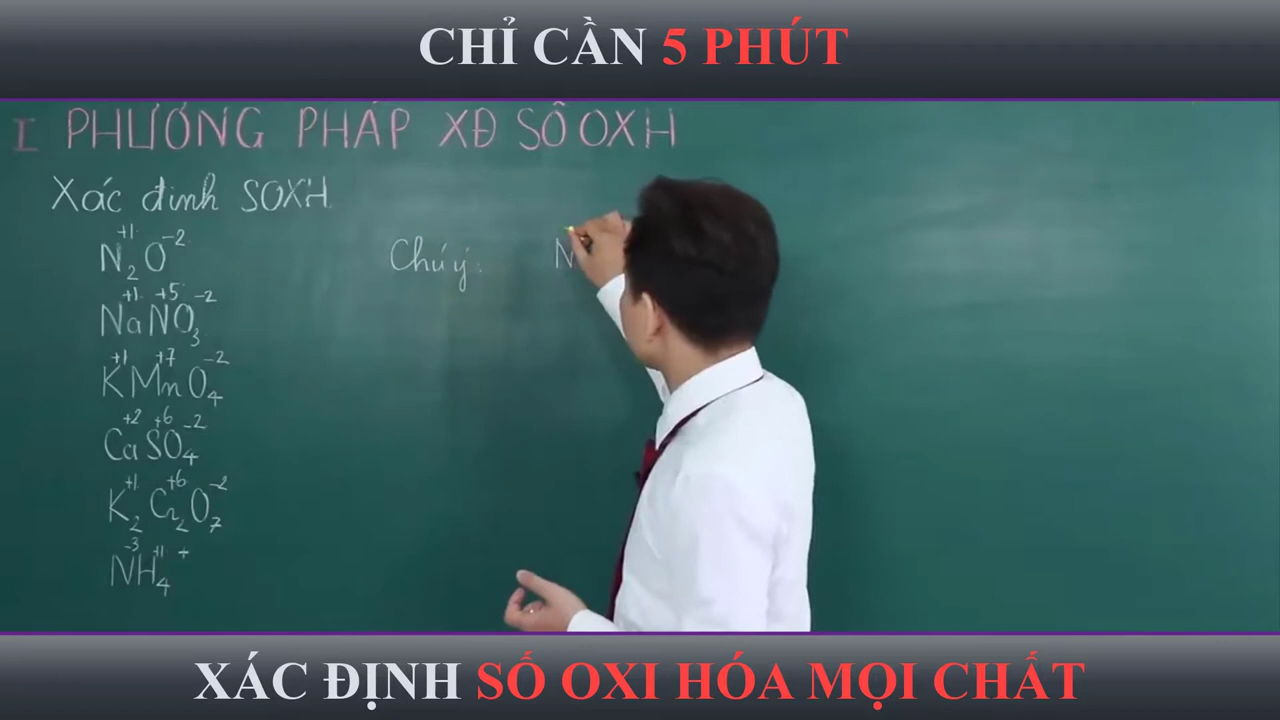 CHỈ CẦN 5 PHÚT
I PHƯƠNG PHÁP XĐ SỐ OXH
Xác định SOXH
+1 -2
N2O
+1 +5 -2
NaNO3
+1 +7 -2
KMnO4
+2 +6 -2
CaSO4
+1 +6 -2
K2Cr2O7
-3 +1 +
NH4
Chú ý: N
XÁC ĐỊNH SỐ OXI HÓA MỌI CHẤT